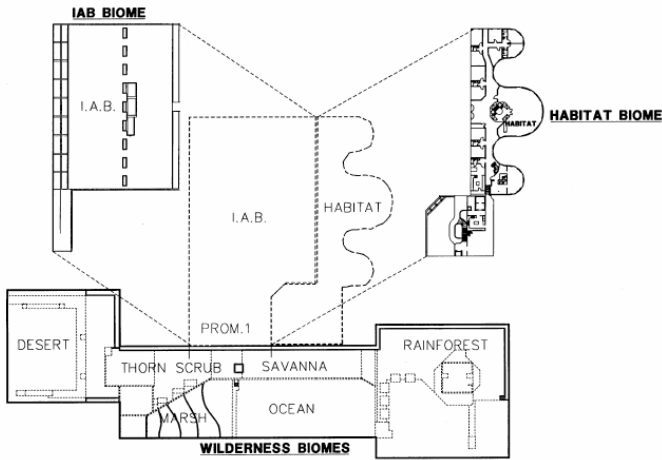 IAB BIOME
I.A.B.
HABITAT
HABITAT BIOME
I.A.B.
HABITAT
PROM.1
DESERT
THORN SCRUB
SAVANNA
RAINFOREST
MARSH
OCEAN
WILDERNESS BIOMES